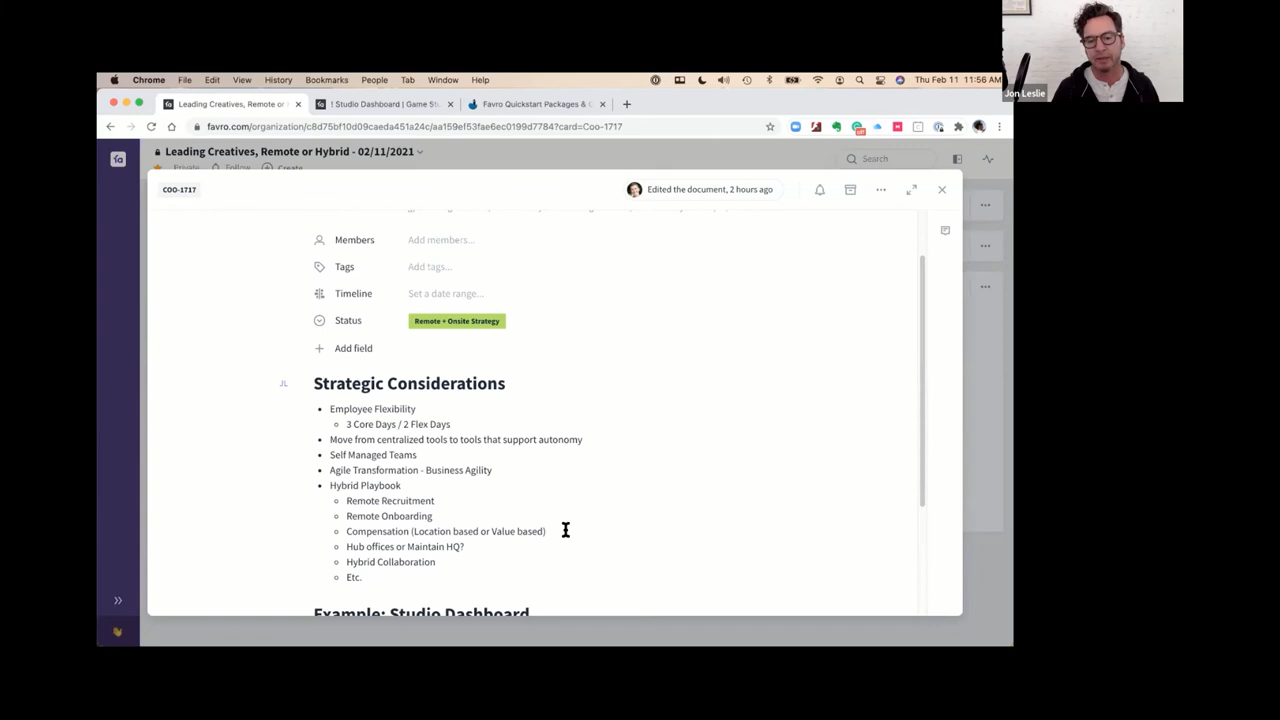 Jon Leslie
Chrome File Edit View History Bookmarks People Tab Window Help Thu Feb 11 11:56 AM
Leading Creatives, Remote or
! Studio Dashboard | Game St
Favro Quickstart Packages &
favro.com/organization/c8d75bf10d09caeda451a24c/aa159ef53fae6ec0199d7784?card=Coo-1717
Leading Creatives, Remote or Hybrid - 02/11/2021
Search
Private Follow Create
COO-1717
Edited the document, 2 hours ago
Members Add members...
Tags Add tags...
Timeline Set a date range...
Status Remote + Onsite Strategy
+ Add field
JL
Strategic Considerations
• Employee Flexibility
◦ 3 Core Days / 2 Flex Days
• Move from centralized tools to tools that support autonomy
• Self Managed Teams
• Agile Transformation - Business Agility
• Hybrid Playbook
◦ Remote Recruitment
◦ Remote Onboarding
◦ Compensation (Location based or Value based)
◦ Hub offices or Maintain HQ?
◦ Hybrid Collaboration
◦ Etc.
Example: Studio Dashboard